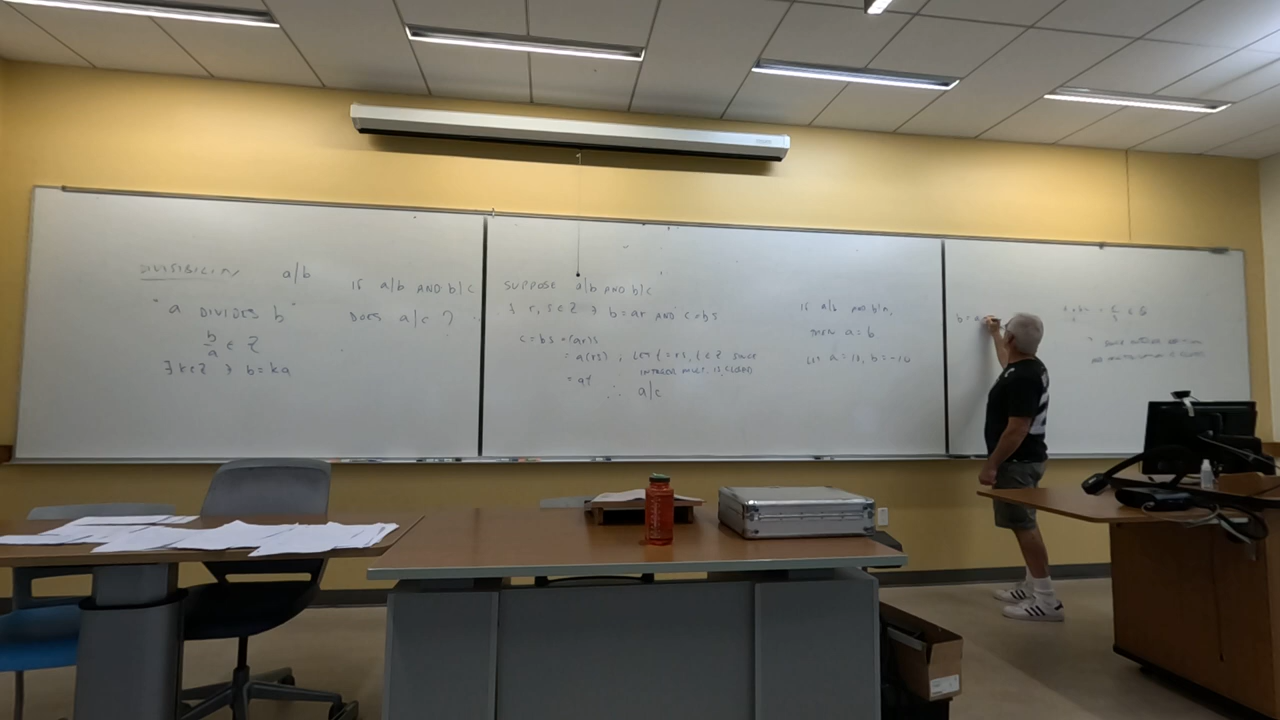 DIVISIBILITY a/b
"a DIVIDES b"
b/a ∈ Z
∃ k∈Z ∋ b=ka
IF a/b AND b/c
DOES a/c ?
SUPPOSE a/b AND b/c
∃ r, s ∈ Z ∋ b=ar AND c=bs
c=bs =(ar)s
=a(rs) ; LET l=rs, l∈Z SINCE
INTEGER MULT. IS CLOSED
=al
∴ a/c
IF a/b AND b/a,
THEN a=b
LET a=10, b=-10
b=a